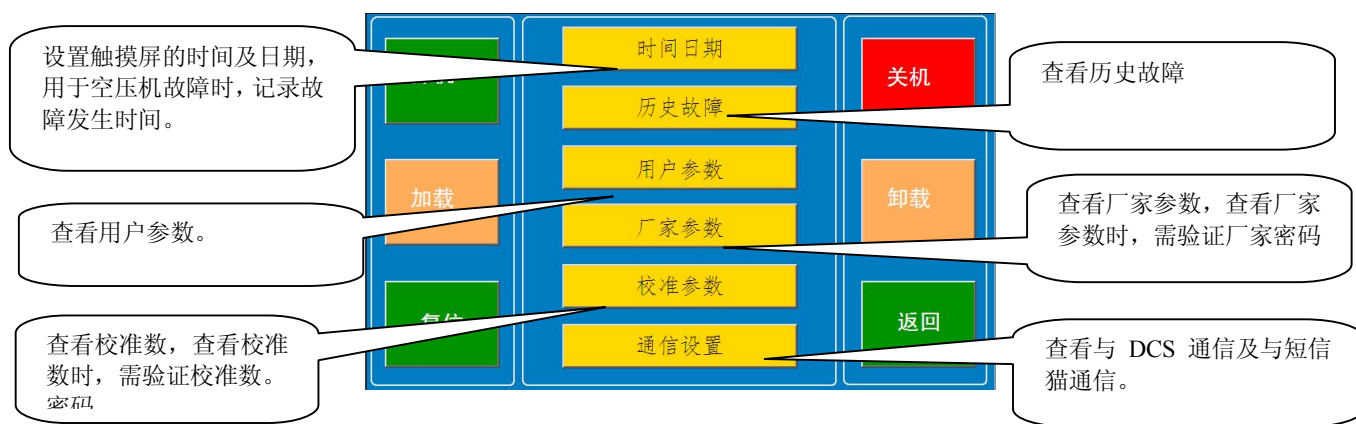 设置触摸屏的时间及日期,
用于空压机故障时,记录故
障发生时间。
查看用户参数。
查看校准数,查看校准
数时,需验证校准数。
密码
时间日期
历史故障
用户参数
厂家参数
校准参数
通信设置
加载
复位
关机
卸载
返回
查看历史故障
查看厂家参数,查看厂家
参数时,需验证厂家密码
查看与 DCS 通信及与短信
猫通信。